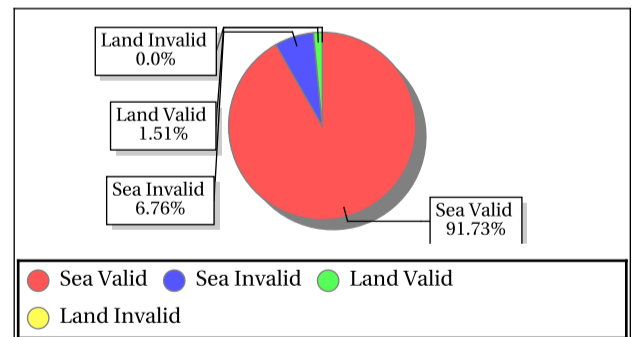 Land Invalid
0.0%
Land Valid
1.51%
Sea Invalid
6.76%
Sea Valid
91.73%
Sea Valid Sea Invalid Land Valid
Land Invalid